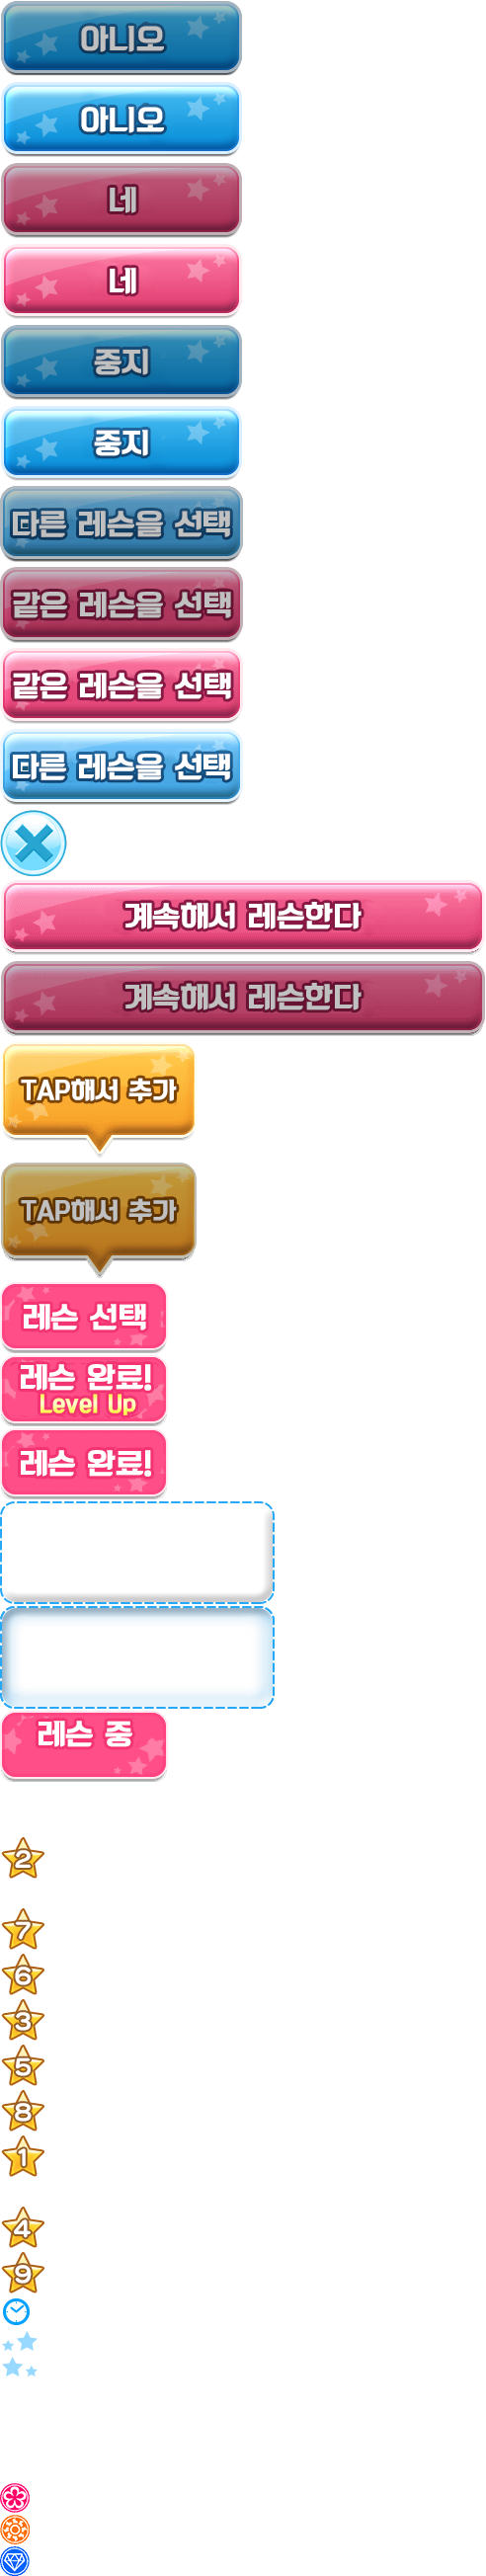 아니오
아니오
네
네
중지
중지
다른 레슨을 선택
같은 레슨을 선택
같은 레슨을 선택
다른 레슨을 선택
계속해서 레슨한다
계속해서 레슨한다
TAP해서 추가
TAP해서 추가
레슨 선택
레슨 완료!
Level Up
레슨 완료!
레슨 중
2
7
6
3
5
8
1
4
9